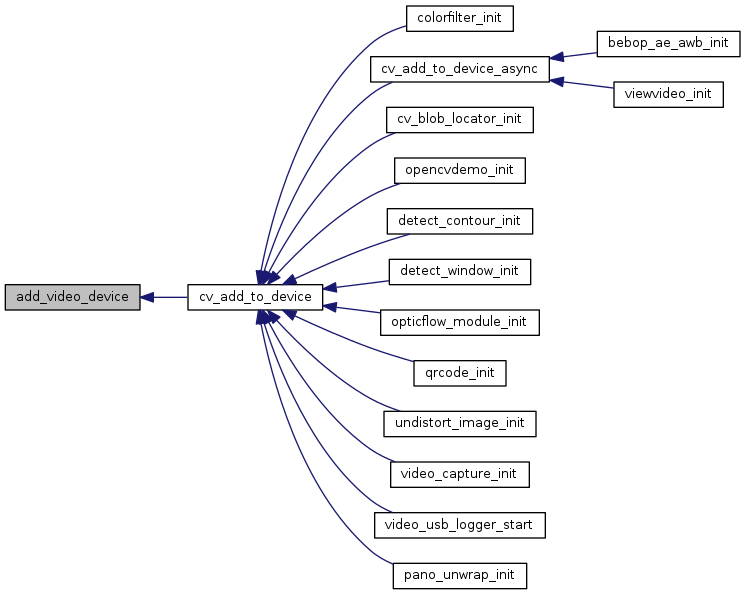 colorfilter_init
bebop_ae_awb_init
cv_add_to_device_async
viewvideo_init
cv_blob_locator_init
opencvdemo_init
detect_contour_init
detect_window_init
add_video_device
cv_add_to_device
opticflow_module_init
qrcode_init
undistort_image_init
video_capture_init
video_usb_logger_start
pano_unwrap_init